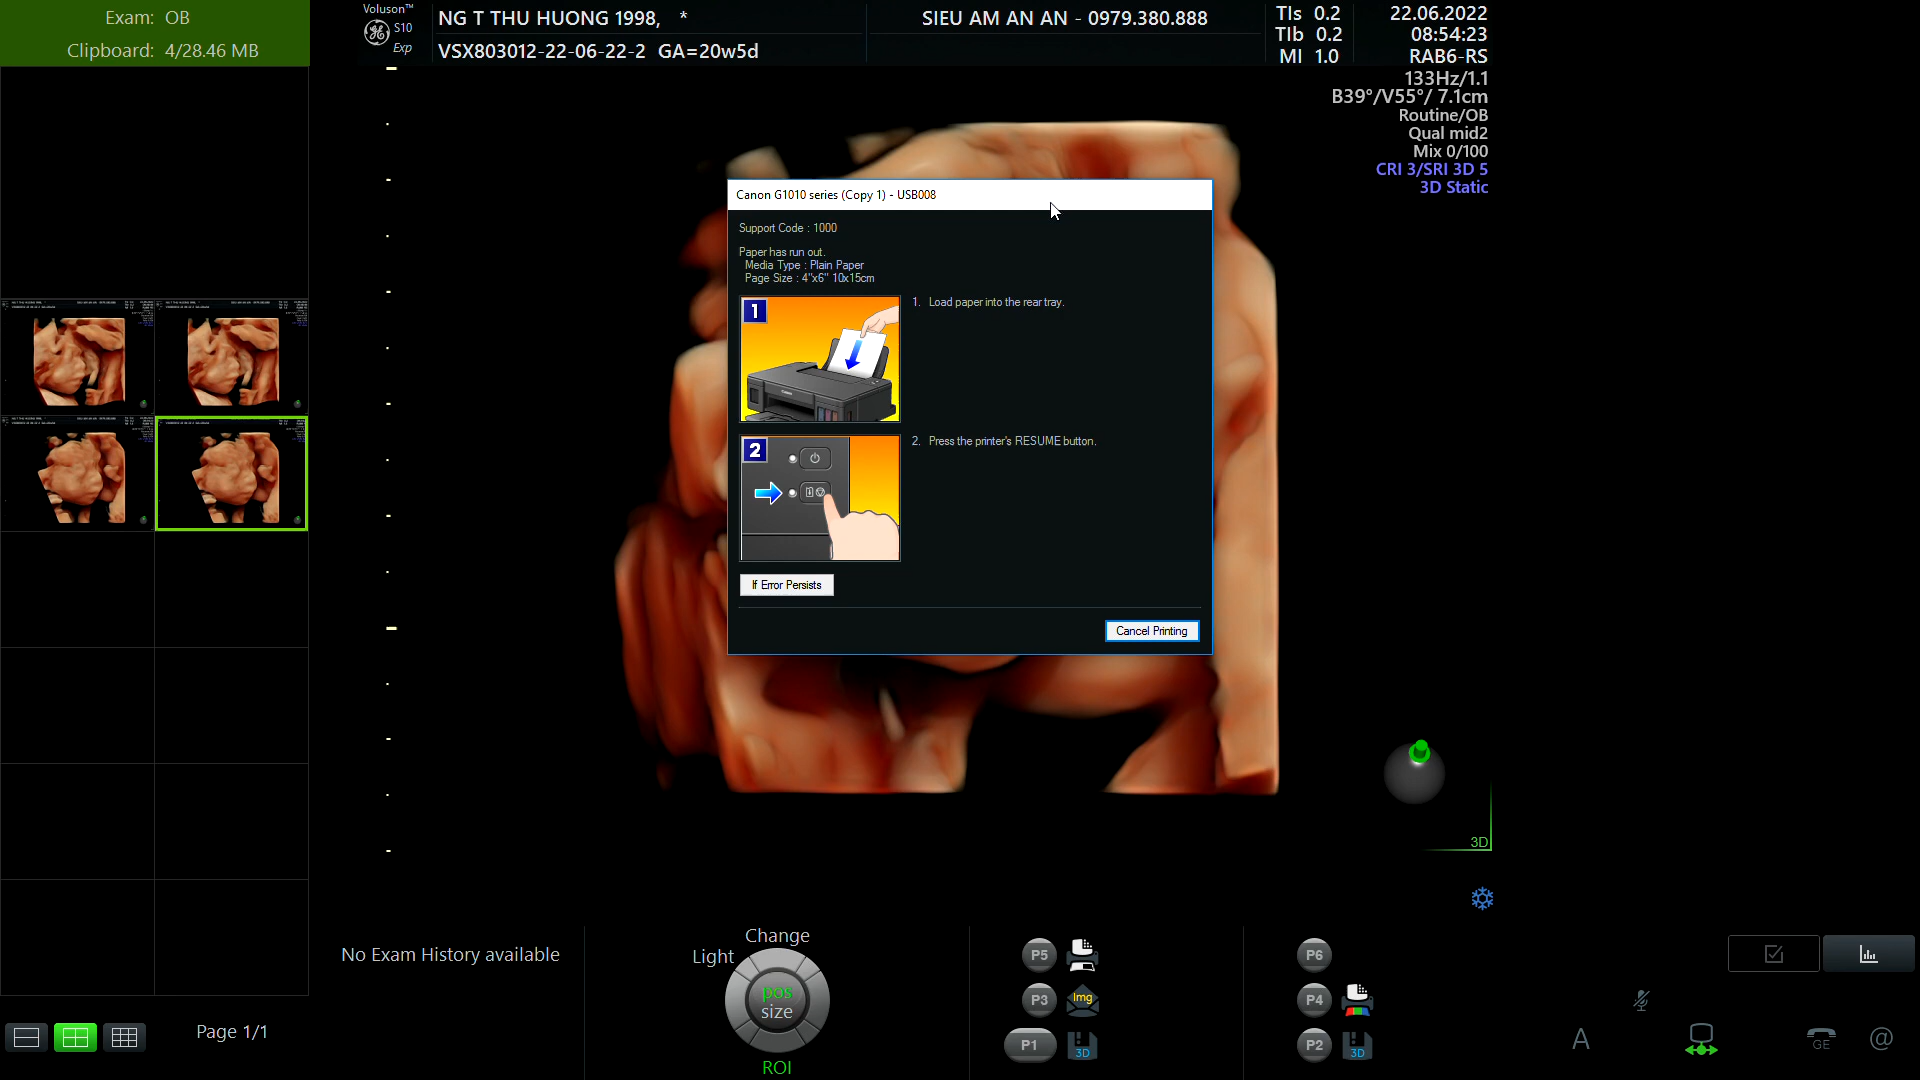 Exam: OB
Clipboard: 4/28.46 MB
Voluson™
S10
Exp
NG T THU HUONG 1998, *
VSX803012-22-06-22-2 GA=20w5d
SIEU AM AN AN - 0979.380.888
TIs 0.2
TIb 0.2
MI 1.0
22.06.2022
08:54:23
RAB6-RS
133Hz/1.1
B39°/V55°/ 7.1cm
Routine/OB
Qual mid2
Mix 0/100
CRI 3/SRI 3D 5
3D Static
Canon G1010 series (Copy 1) - USB008
Support Code : 1000
Paper has run out.
Media Type : Plain Paper
Page Size : 4"x6" 10x15cm
1
1. Load paper into the rear tray.
2
2. Press the printer's RESUME button.
If Error Persists
Cancel Printing
3D
No Exam History available
Change
Light
pos
size
ROI
P5
P3
Img
P1
3D
P6
P4
P2
3D
A
GE
@
Page 1/1